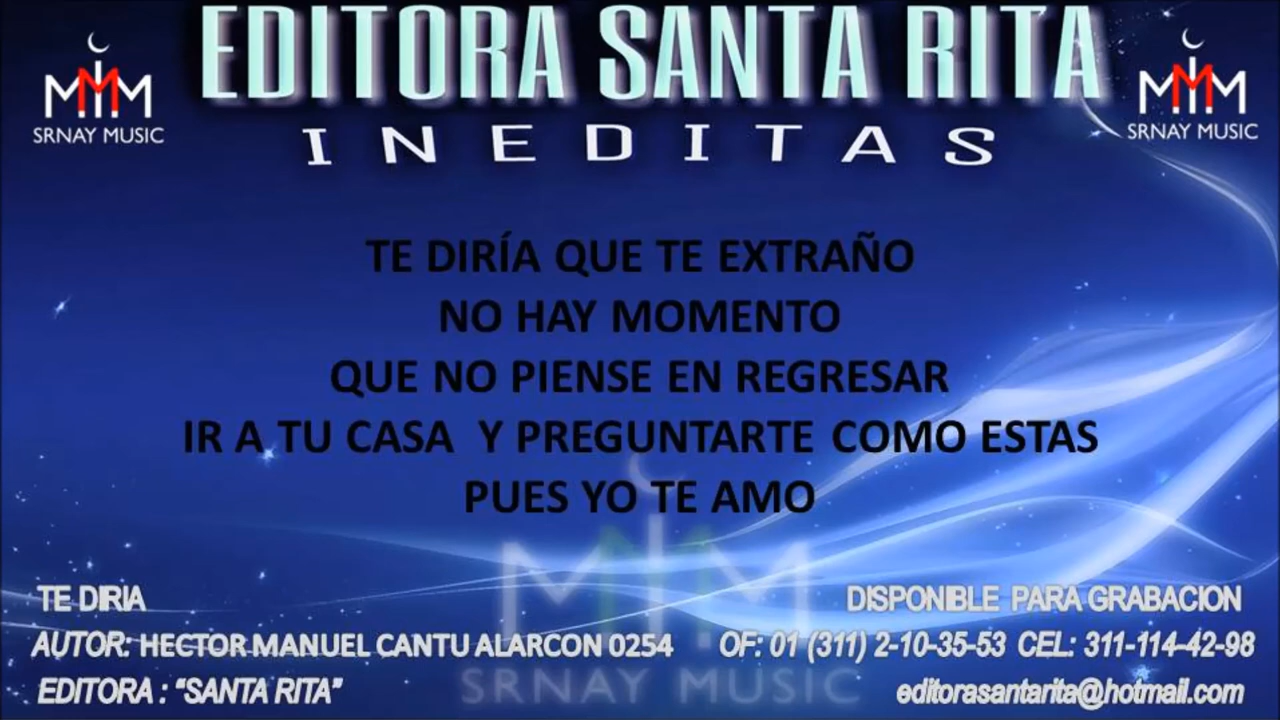 EDITORA SANTA RITA
INEDITAS
SRNAY MUSIC
SRNAY MUSIC
TE DIRÍA QUE TE EXTRAÑO
NO HAY MOMENTO
QUE NO PIENSE EN REGRESAR
IR A TU CASA Y PREGUNTARTE COMO ESTAS
PUES YO TE AMO
TE DIRIA
AUTOR: HECTOR MANUEL CANTU ALARCON 0254
EDITORA : “SANTA RITA”
DISPONIBLE PARA GRABACION
OF: 01 (311) 2-10-35-53 CEL: 311-114-42-98
editorasantarita@hotmail.com
SRNAY MUSIC